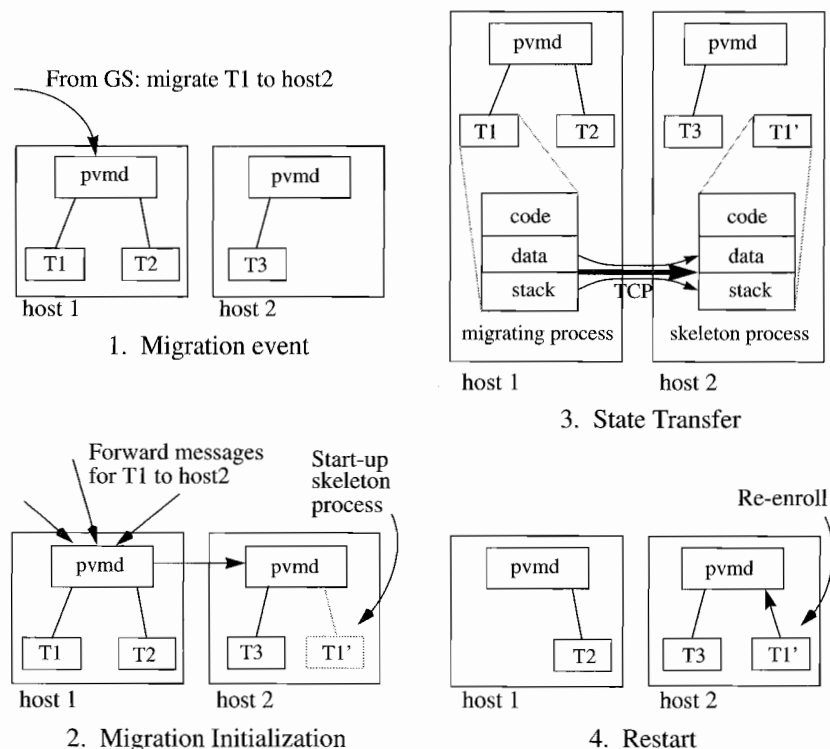 From GS: migrate T1 to host2
pvmd
T1
T2
host 1
T3
pvmd
host 2
1. Migration event
Forward messages
for T1 to host2
Start-up
skeleton
process
pvmd
T1
T2
host 1
pvmd
T3
T1'
host 2
2. Migration Initialization
pvmd
T1
T2
code
data
stack
migrating process
host 1
TCP
pvmd
T3
T1'
code
data
stack
skeleton process
host 2
3. State Transfer
Re-enroll
pvmd
T2
host 1
pvmd
T3
T1'
host 2
4. Restart